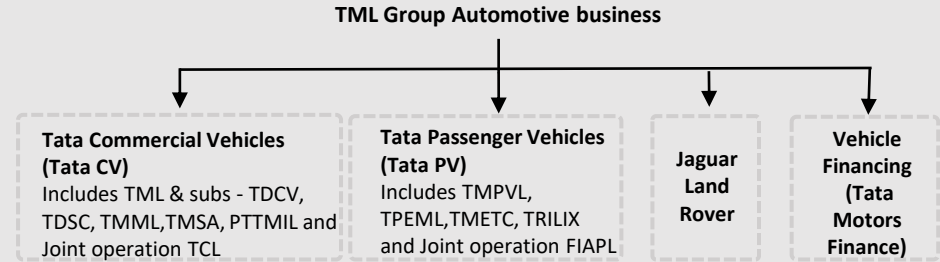 TML Group Automotive business
Tata Commercial Vehicles
(Tata CV)
Includes TML & subs - TDCV,
TDSC, TMML,TMSA, PTTMIL and
Joint operation TCL
Tata Passenger Vehicles
(Tata PV)
Includes TMPVL,
TPEML,TMETC, TRILIX
and Joint operation FIAPL
Jaguar
Land
Rover
Vehicle
Financing
(Tata
Motors
Finance)